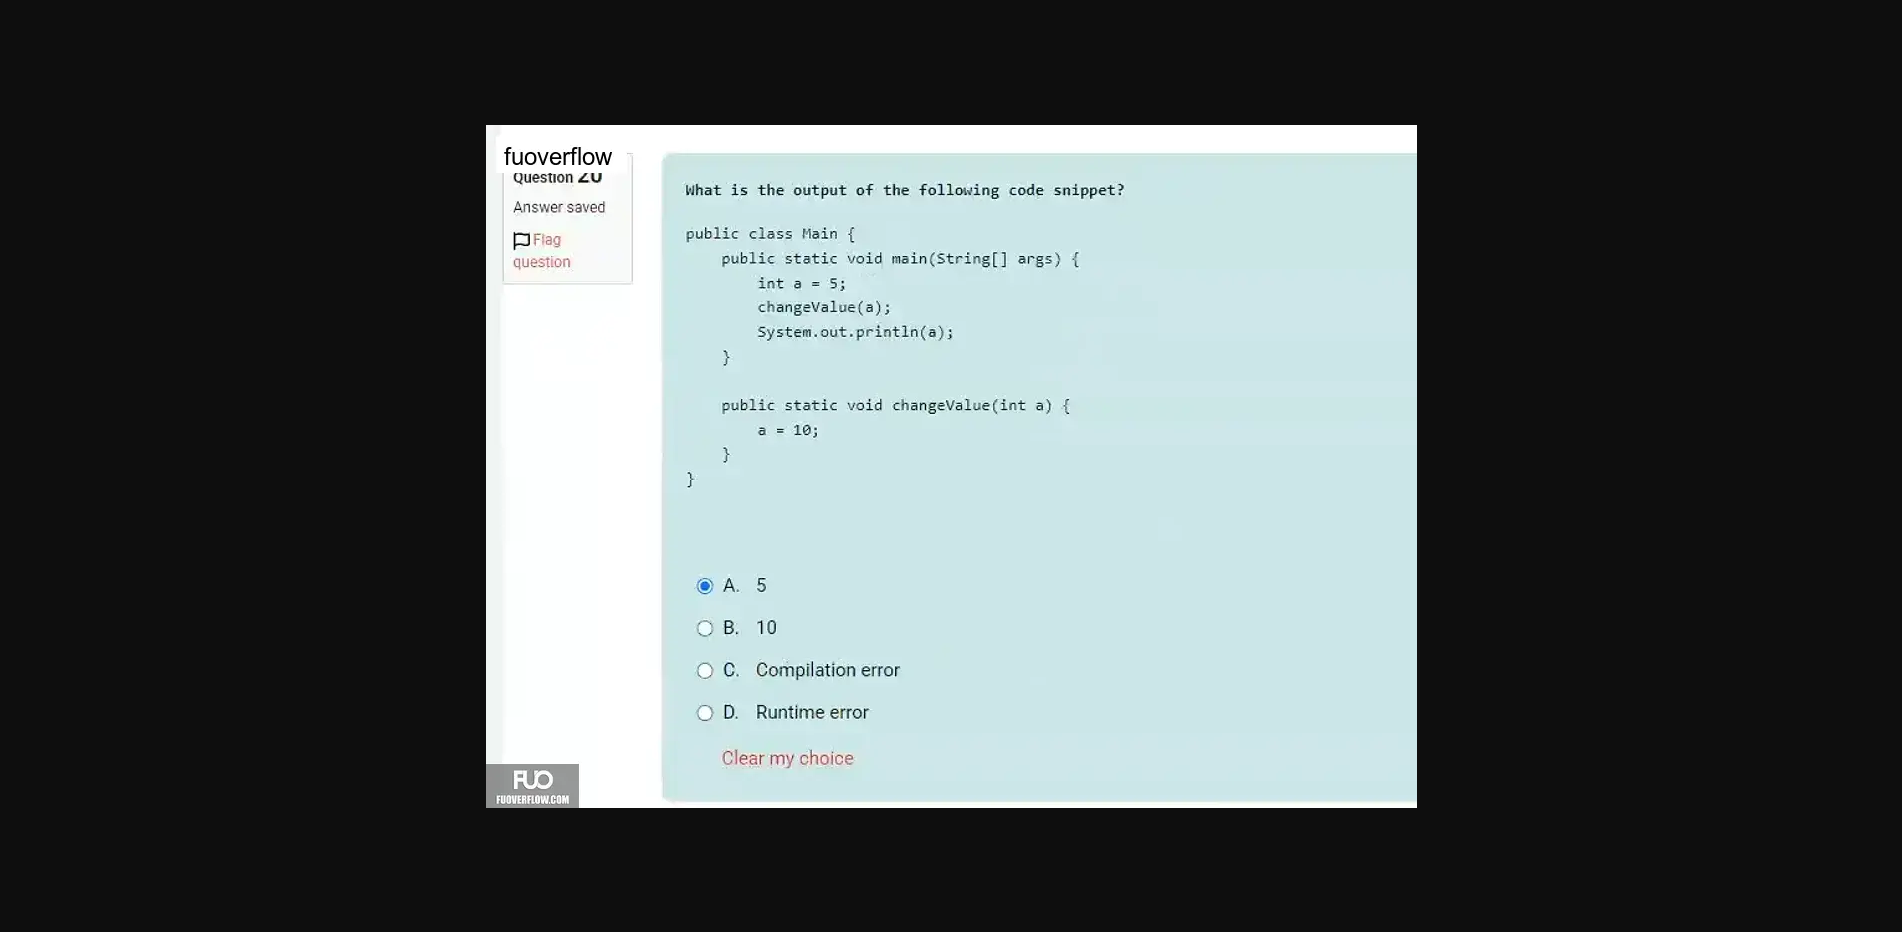 fuoverflow
Question 20
Answer saved
Flag
question
What is the output of the following code snippet?
public class Main {
    public static void main(String[] args) {
        int a = 5;
        changeValue(a);
        System.out.println(a);
    }
    public static void changeValue(int a) {
        a = 10;
    }
}
A. 5
B. 10
C. Compilation error
D. Runtime error
Clear my choice
FUO
FUOVERFLOW.COM